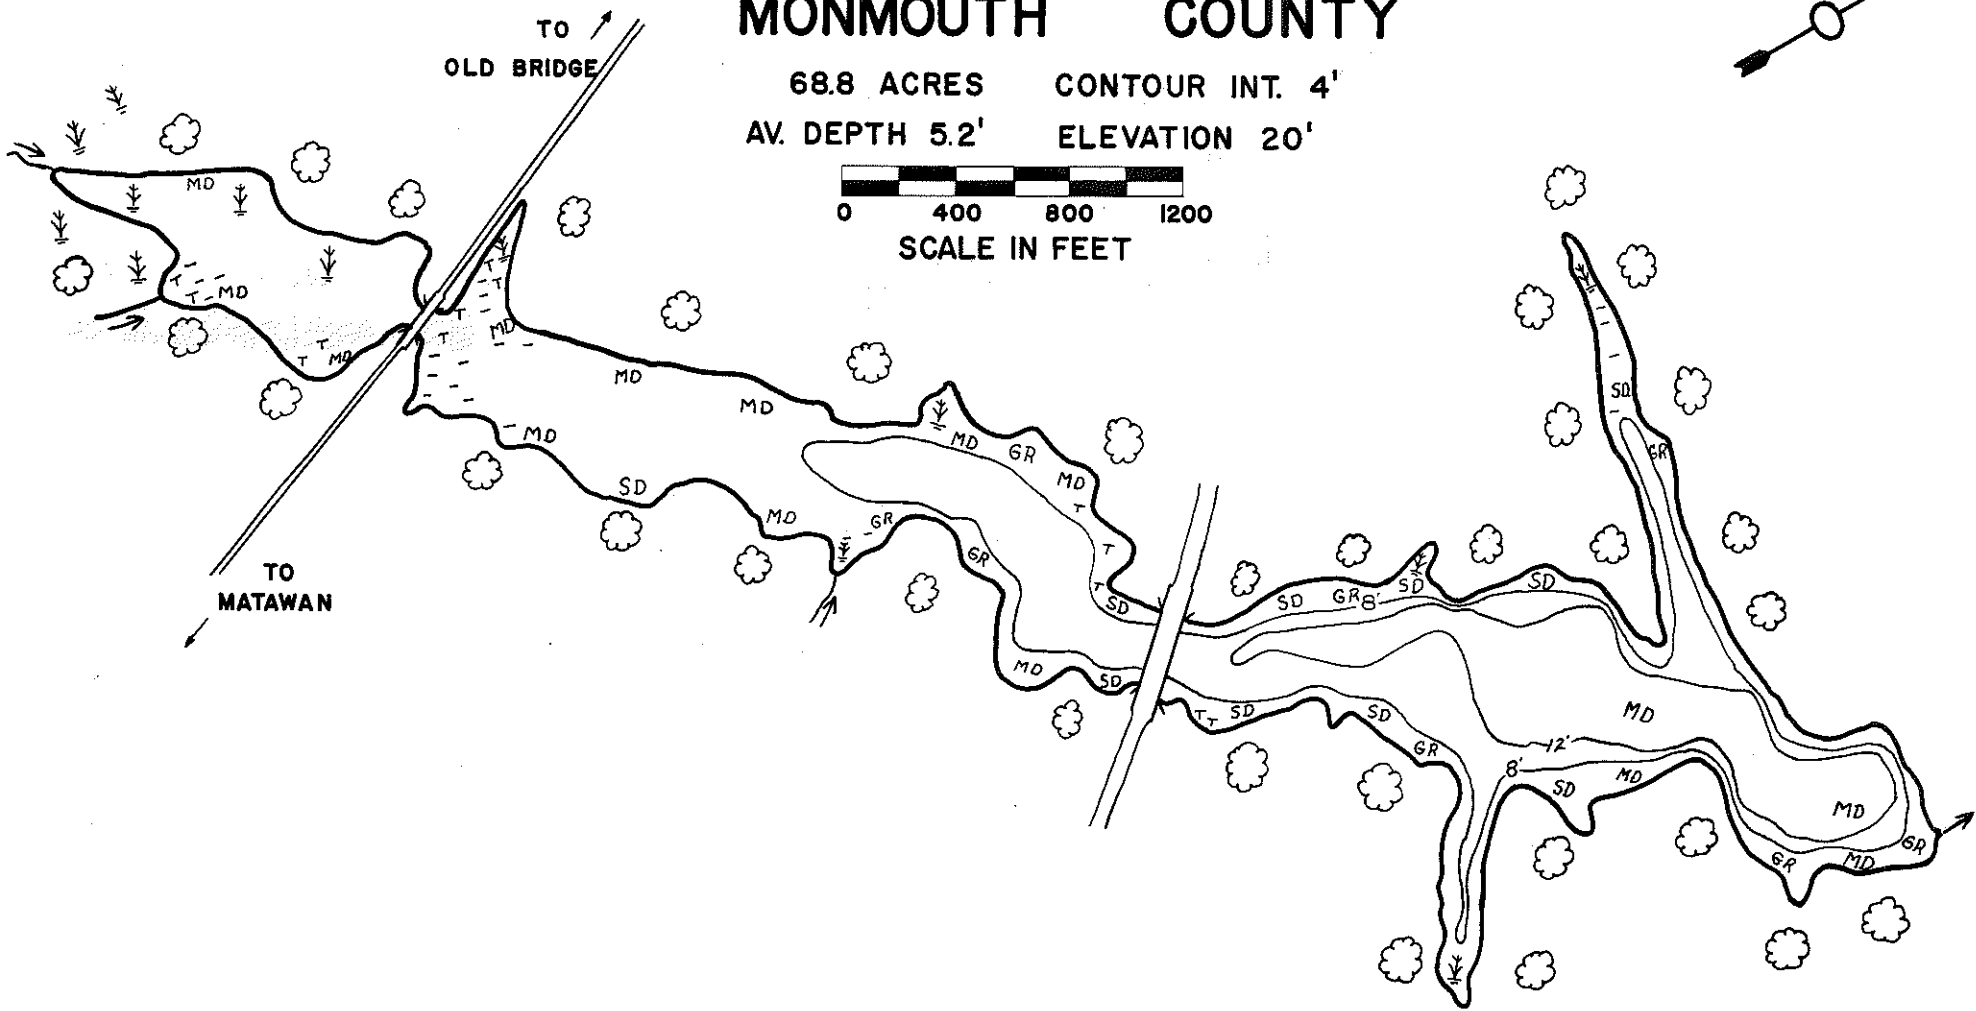 MONMOUTH COUNTY
68.8 ACRES CONTOUR INT. 4'
AV. DEPTH 5.2' ELEVATION 20'
0 400 800 1200
SCALE IN FEET
TO
OLD BRIDGE
MD
T
T MD
T
T MD
T
T
T
T
MD
MD
MD
MD
SD
MD
GR
MD
GR
MD
T
GR
T
T
SD
MD
SD
SD
GR 8'
SD
SD
SD
GR
T T
SD
SD
GR
MD
12'
8'
SD
MD
MD
GR
MD
GR
TO
MATAWAN